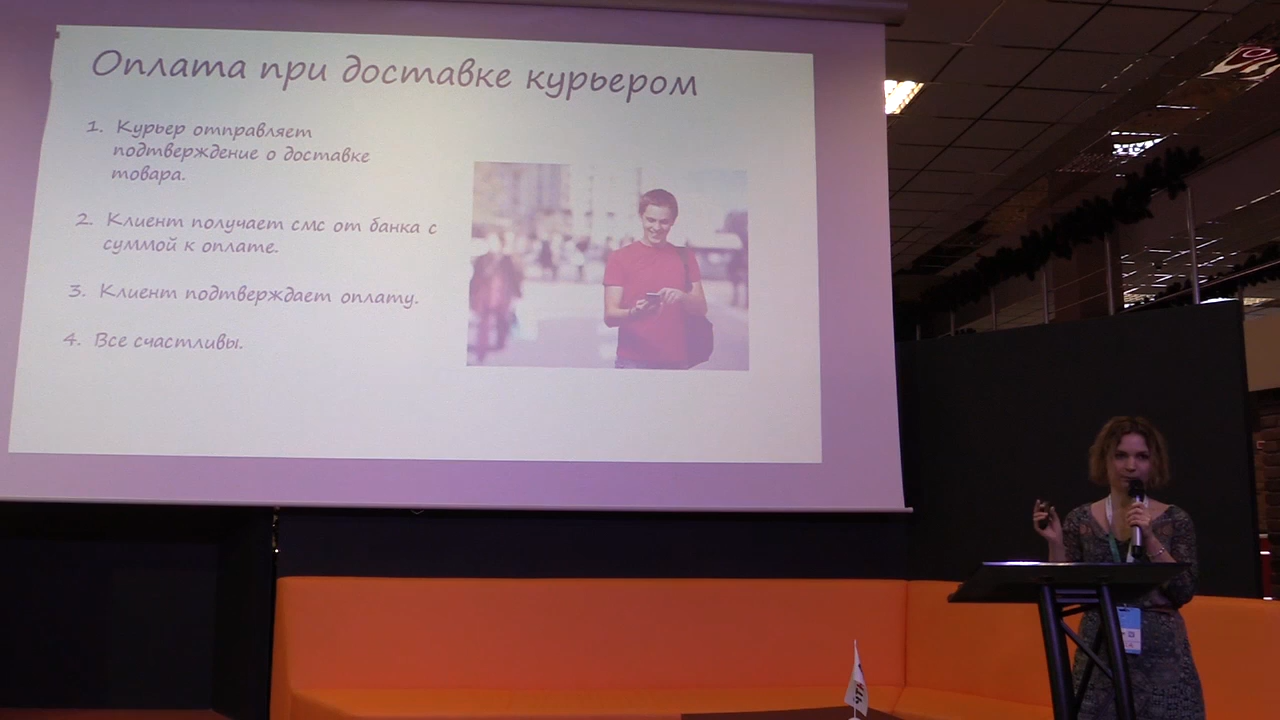 Оплата при доставке курьером
1. Курьер отправляет
подтверждение о доставке
товара.
2. Клиент получает смс от банка с
суммой к оплате.
3. Клиент подтверждает оплату.
4. Все счастливы.